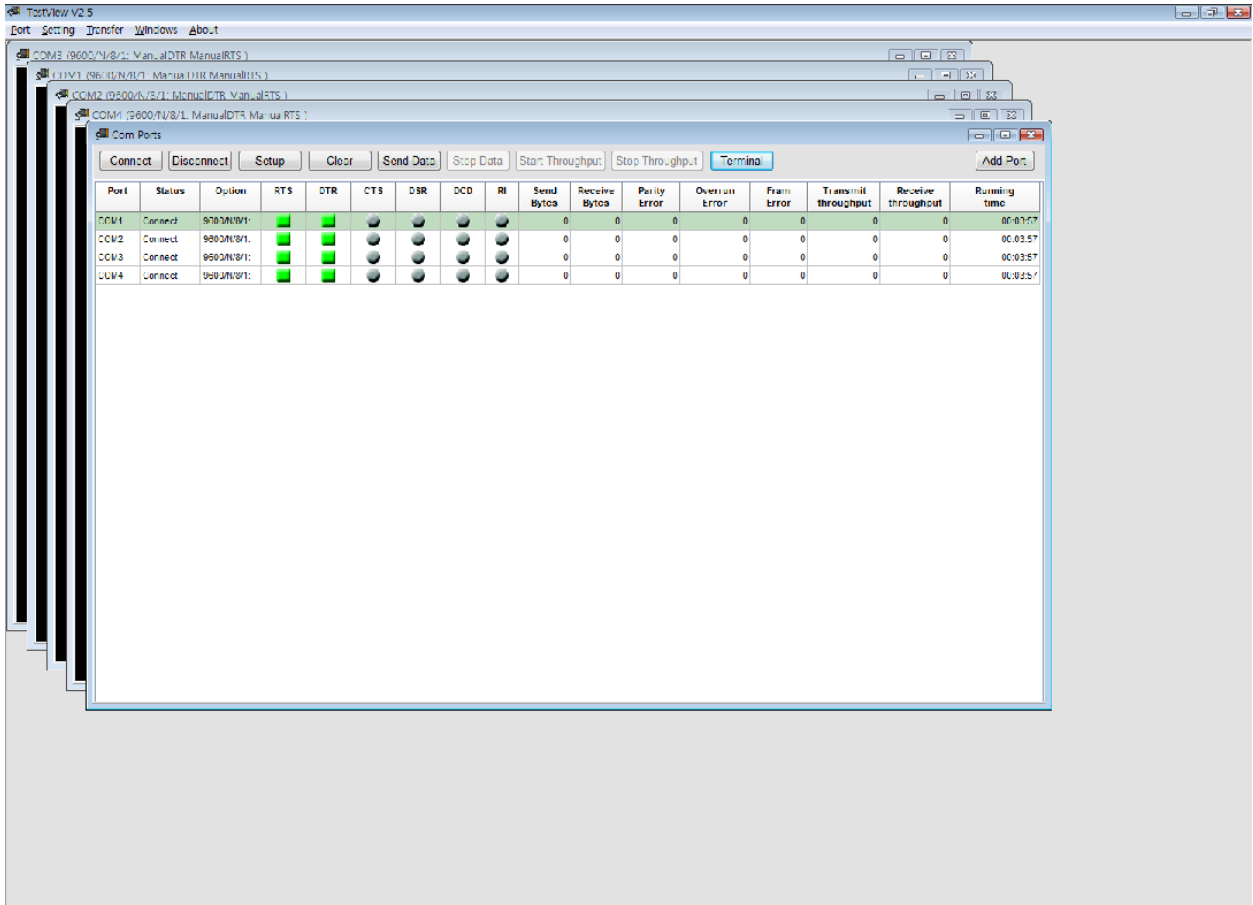 TestView V2.5
Port Setting Transfer Windows About
COM3 (9600/N/8/1: ManualDTR ManualRTS )
COM1 (9600/N/8/1: ManualDTR ManualRTS )
COM2 (9600/N/8/1: ManualDTR ManualRTS )
COM4 (9600/N/8/1: ManualDTR ManualRTS )
Com Ports
Connect Disconnect Setup Clear Send Data Stop Data Start Throughput Stop Throughput Terminal Add Port
Port Status Option RTS DTR CTS DSR DCD RI Send Bytes Receive Bytes Parity Error Overrun Error Fram Error Transmit throughput Receive throughput Running time
COM1 Connect 9600/N/8/1: 0 0 0 0 0 0 0 00:03:57
COM2 Connect 9600/N/8/1: 0 0 0 0 0 0 0 00:03:57
COM3 Connect 9600/N/8/1: 0 0 0 0 0 0 0 00:03:57
COM4 Connect 9600/N/8/1: 0 0 0 0 0 0 0 00:03:57